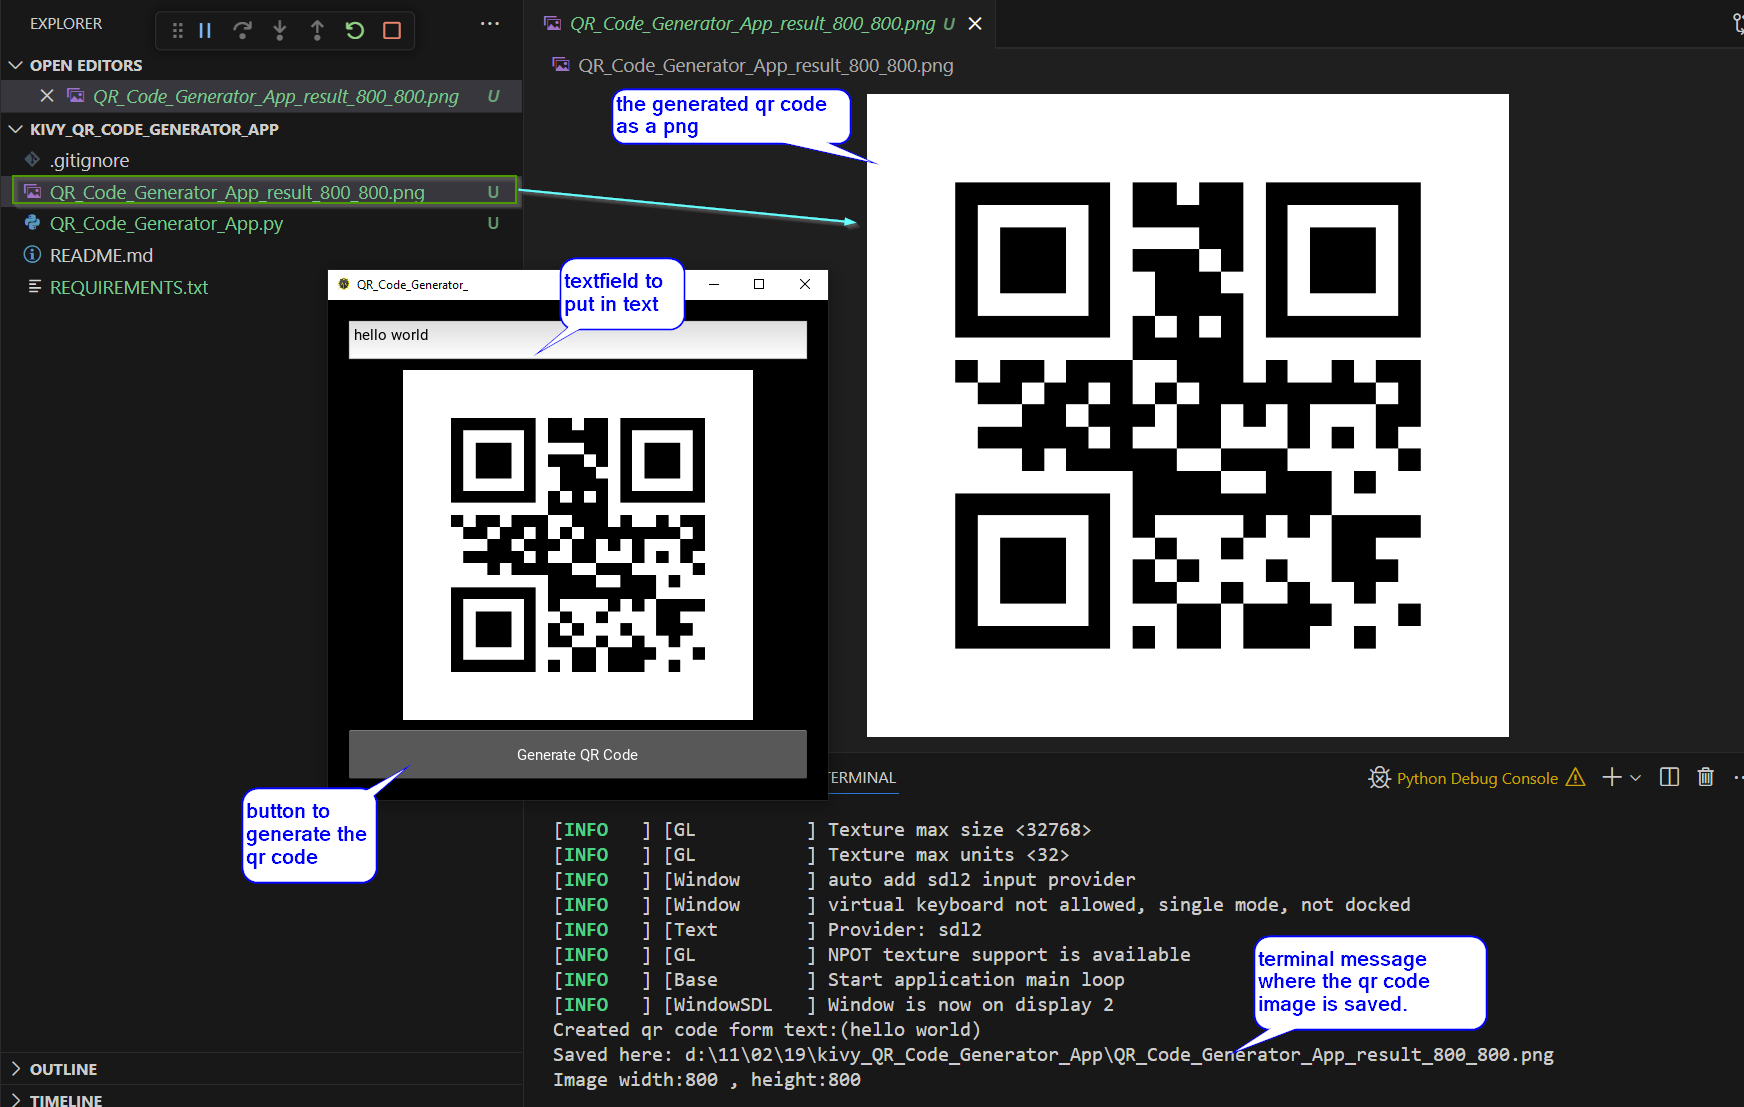 EXPLORER
OPEN EDITORS
QR_Code_Generator_App_result_800_800.png U
KIVY_QR_CODE_GENERATOR_APP
.gitignore
QR_Code_Generator_App_result_800_800.png U
QR_Code_Generator_App.py U
README.md
REQUIREMENTS.txt
QR_Code_Generator_App_result_800_800.png U
QR_Code_Generator_App_result_800_800.png
the generated qr code
as a png
QR_Code_Generator_
textfield to
put in text
hello world
Generate QR Code
button to
generate the
qr code
ERMINAL
Python Debug Console
[INFO   ] [GL          ] Texture max size <32768>
[INFO   ] [GL          ] Texture max units <32>
[INFO   ] [Window      ] auto add sdl2 input provider
[INFO   ] [Window      ] virtual keyboard not allowed, single mode, not docked
[INFO   ] [Text        ] Provider: sdl2
[INFO   ] [GL          ] NPOT texture support is available
[INFO   ] [Base        ] Start application main loop
[INFO   ] [WindowSDL   ] Window is now on display 2
Created qr code form text:(hello world)
Saved here: d:\11\02\19\kivy_QR_Code_Generator_App\QR_Code_Generator_App_result_800_800.png
Image width:800 , height:800
terminal message
where the qr code
image is saved.
OUTLINE
TIMELINE